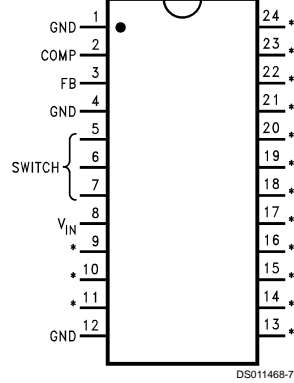 GND 1 24 *
COMP 2 23 *
FB 3 22 *
GND 4 21 *
5 20 *
SWITCH 6 19 *
7 18 *
VIN 8 17 *
* 9 16 *
* 10 15 *
* 11 14 *
GND 12 13 *
DS011468-7